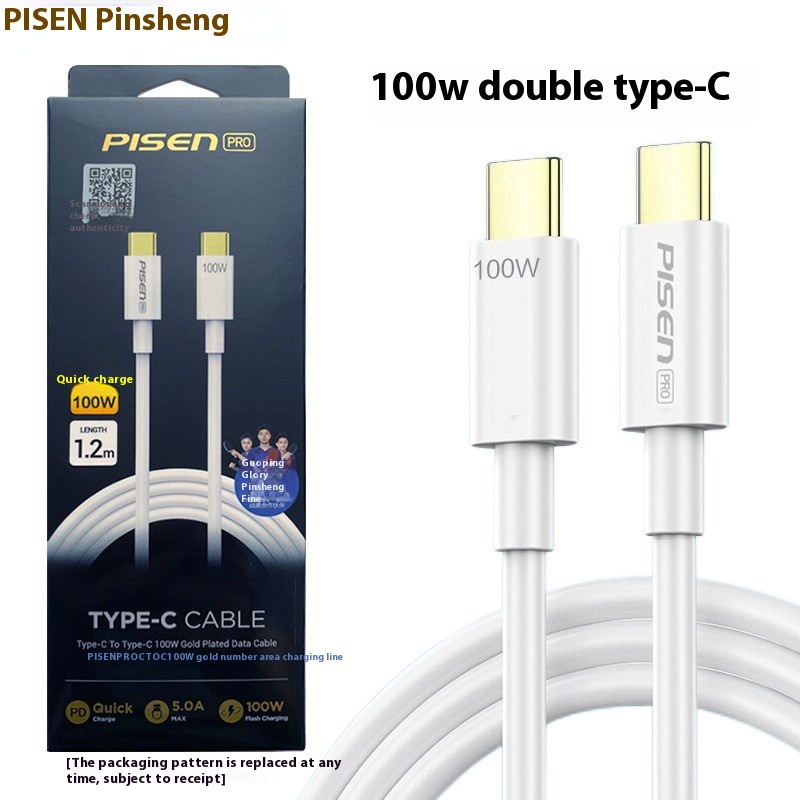 PISEN Pinsheng
100w double type-C
PISEN PRO
authenticity
PISEN PRO
100W
Quick charge
100W
LENGTH
1.2m
Guoping
Glory
Pinsheng
Fine
TYPE-C CABLE
Type-C To Type-C 100W Gold Plated Data Cable
PISENPROCTOC100W gold number area charging line
PD Quick Charge
5.0A MAX
100W Flash Charging
[The packaging pattern is replaced at any
time, subject to receipt]
100W
PISEN PRO